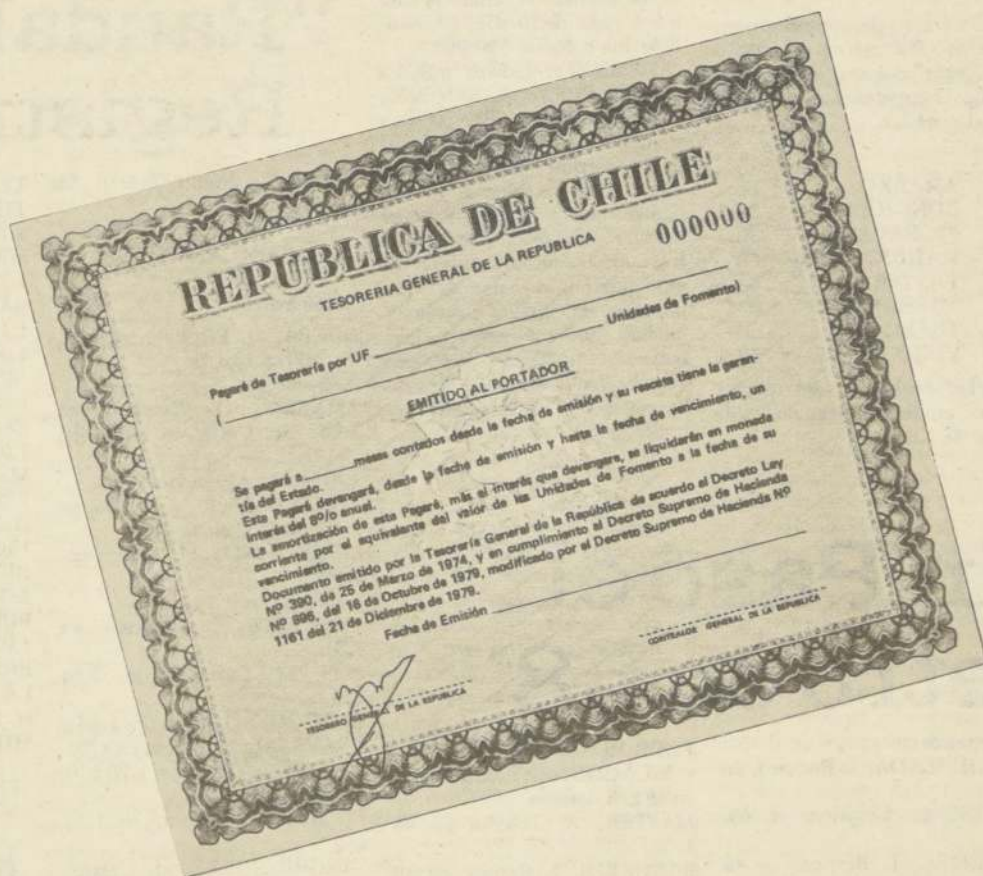 REPUBLICA DE CHILE
TESORERIA GENERAL DE LA REPUBLICA
000000
Pagaré de Tesorería por UF
( Unidades de Fomento)
EMITIDO AL PORTADOR
Se pagará a meses contados desde la fecha de emisión y su rescate tiene la garan-
tía del Estado.
Este Pagaré devengará, desde la fecha de emisión y hasta la fecha de vencimiento, un
interés del 8º/o anual.
La amortización de este Pagaré, más el interés que devengare, se liquidarán en moneda
corriente por el equivalente del valor de las Unidades de Fomento a la fecha de su
vencimiento.
Documento emitido por la Tesorería General de la República de acuerdo al Decreto Ley
Nº 390, de 25 de Marzo de 1974, y en cumplimiento al Decreto Supremo de Hacienda
Nº 896, del 16 de Octubre de 1979, modificado por el Decreto Supremo de Hacienda Nº
1161 del 21 de Diciembre de 1979.
Fecha de Emisión
TESORERO GENERAL DE LA REPUBLICA
CONTRALOR GENERAL DE LA REPUBLICA